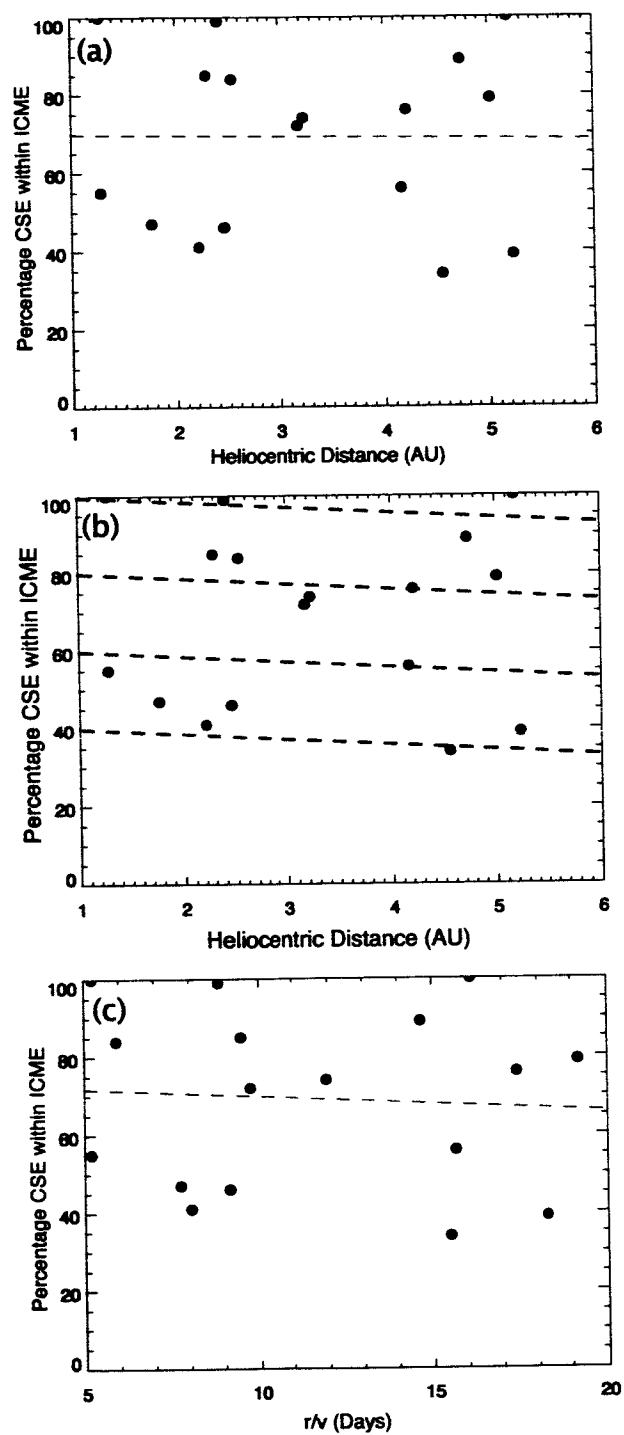 (a)
100
80
60
40
20
0
Percentage CSE within ICME
1 2 3 4 5 6
Heliocentric Distance (AU)
(b)
100
80
60
40
20
0
Percentage CSE within ICME
1 2 3 4 5 6
Heliocentric Distance (AU)
(c)
100
80
60
40
20
0
Percentage CSE within ICME
5 10 15 20
r/v (Days)